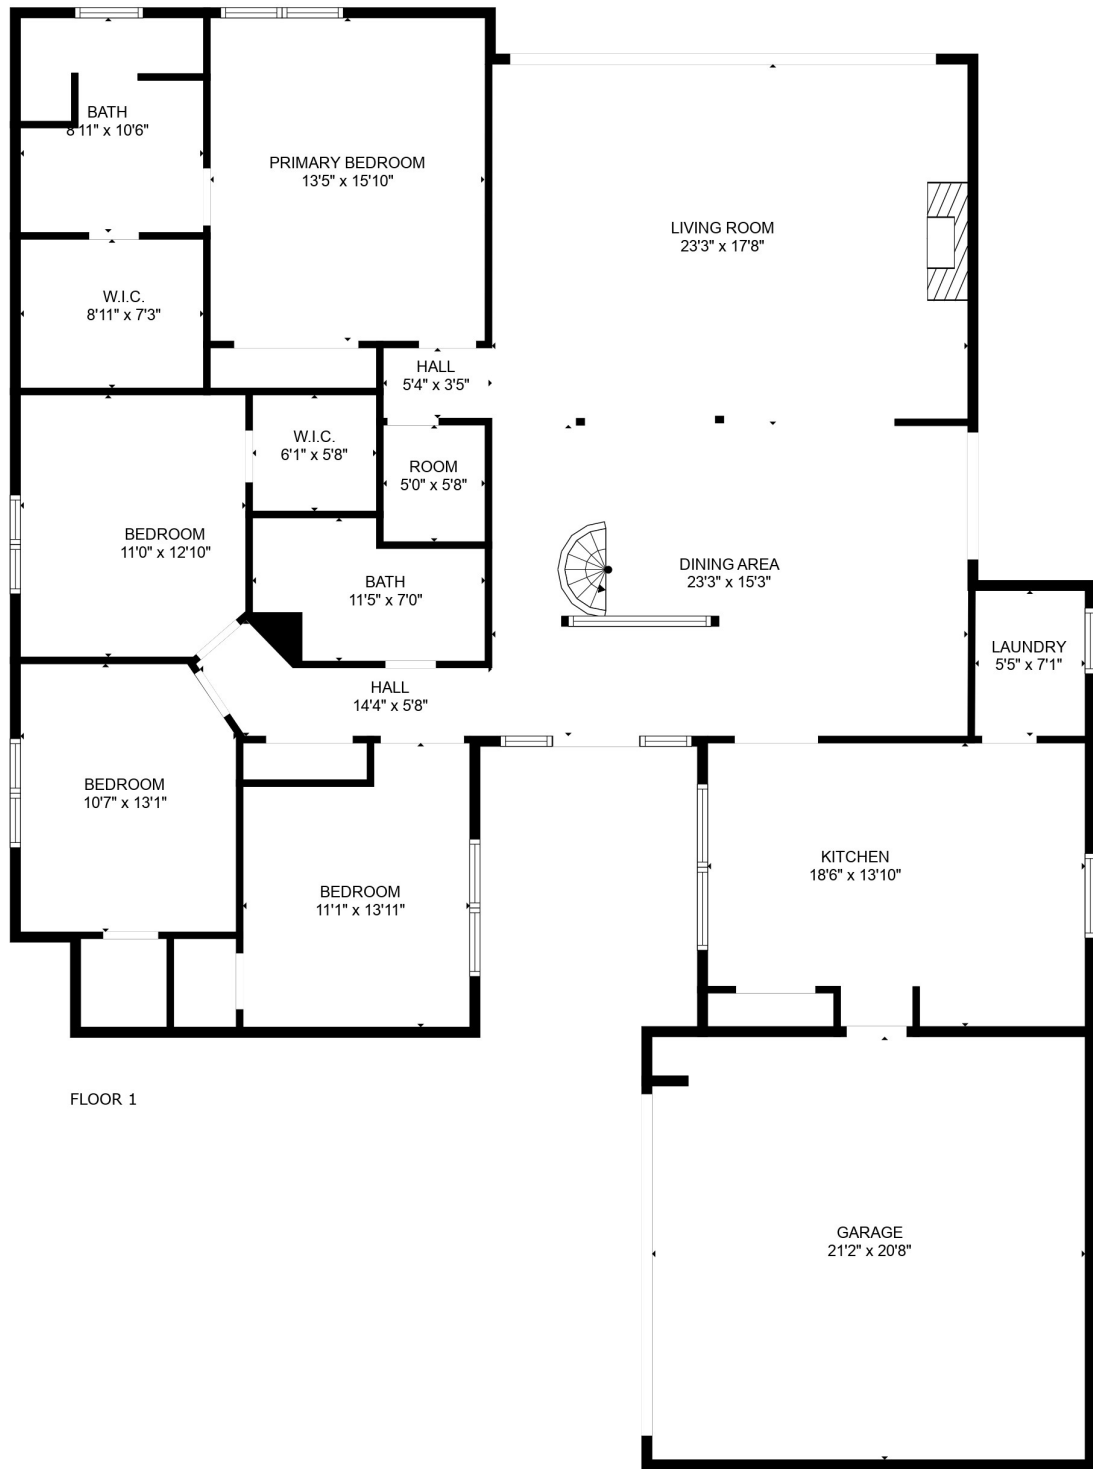 BATH
8'11" x 10'6"
PRIMARY BEDROOM
13'5" x 15'10"
LIVING ROOM
23'3" x 17'8"
W.I.C.
8'11" x 7'3"
HALL
5'4" x 3'5"
W.I.C.
6'1" x 5'8"
ROOM
5'0" x 5'8"
BEDROOM
11'0" x 12'10"
BATH
11'5" x 7'0"
DINING AREA
23'3" x 15'3"
LAUNDRY
5'5" x 7'1"
HALL
14'4" x 5'8"
BEDROOM
10'7" x 13'1"
BEDROOM
11'1" x 13'11"
KITCHEN
18'6" x 13'10"
FLOOR 1
GARAGE
21'2" x 20'8"